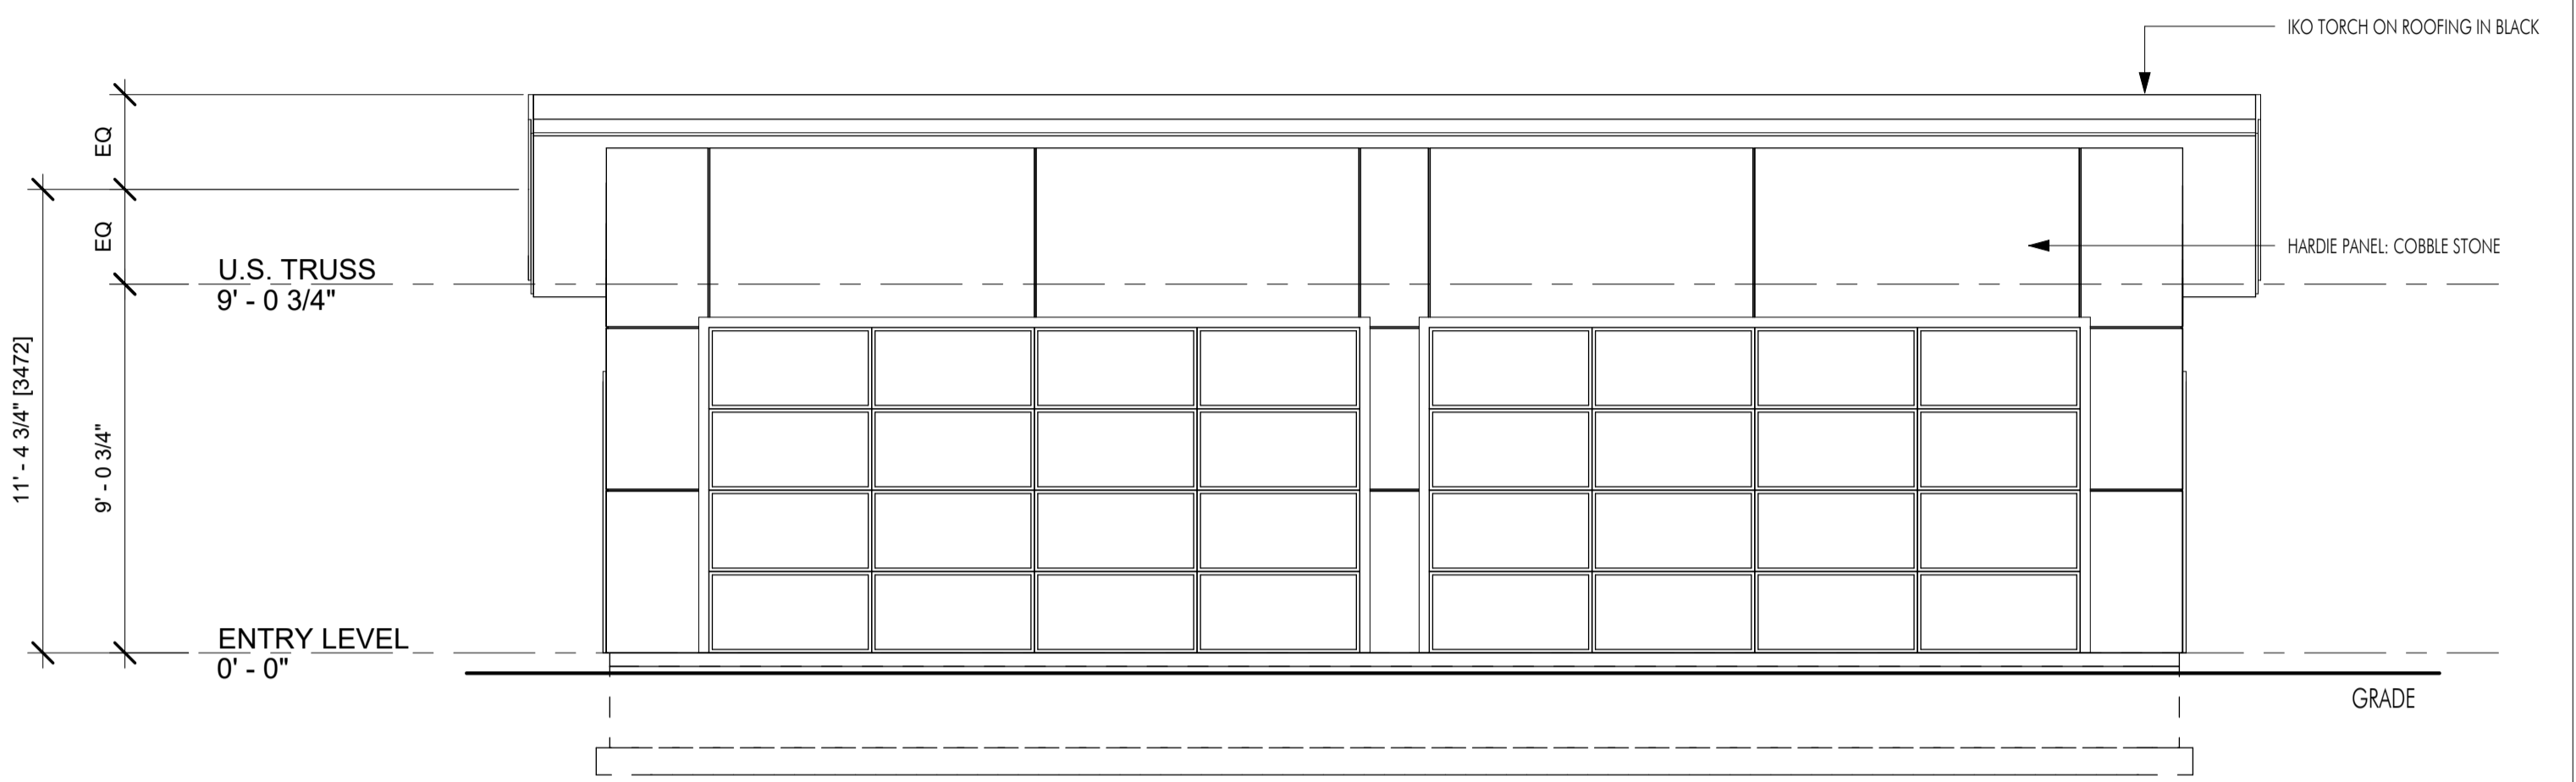 IKO TORCH ON ROOFING IN BLACK
EQ
EQ
HARDIE PANEL: COBBLE STONE
U.S. TRUSS
9' - 0 3/4"
11' - 4 3/4" [3472]
9' - 0 3/4"
ENTRY LEVEL
0' - 0"
GRADE